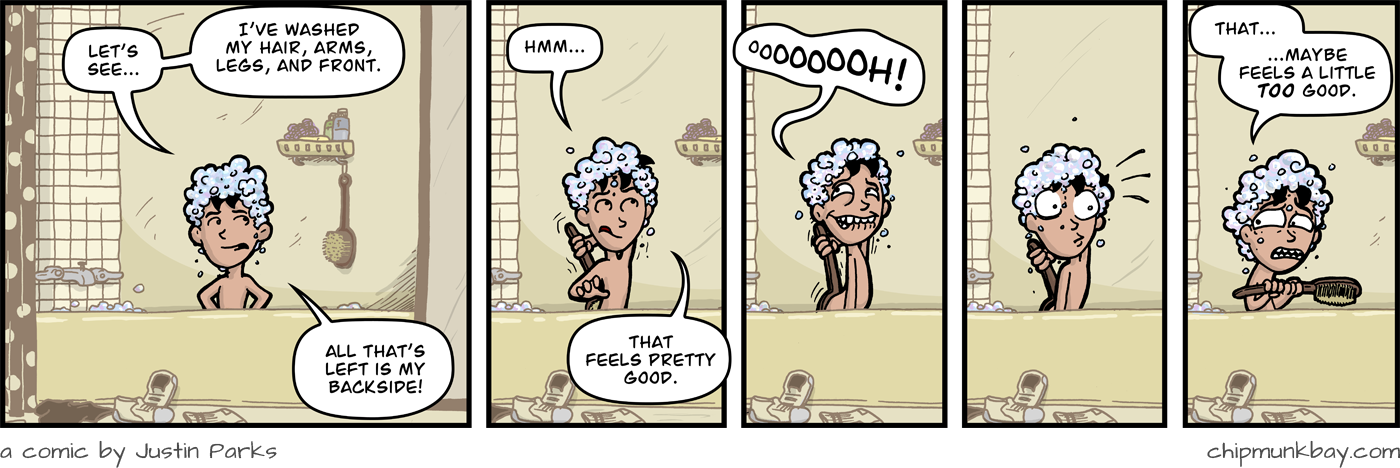 LET'S
SEE...
I'VE WASHED
MY HAIR, ARMS,
LEGS, AND FRONT.
ALL THAT'S
LEFT IS MY
BACKSIDE!
HMM...
THAT
FEELS PRETTY
GOOD.
OOOOOOOOH!
THAT...
...MAYBE
FEELS A LITTLE
TOO GOOD.
a comic by Justin Parks
chipmunkbay.com